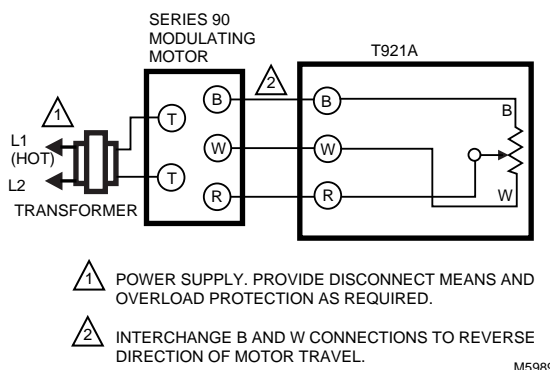 SERIES 90
MODULATING
MOTOR
T921A
1
2
L1
(HOT)
L2
TRANSFORMER
T
T
B
W
R
B
W
R
B
W
1 POWER SUPPLY. PROVIDE DISCONNECT MEANS AND
OVERLOAD PROTECTION AS REQUIRED.
2 INTERCHANGE B AND W CONNECTIONS TO REVERSE
DIRECTION OF MOTOR TRAVEL.
M5989